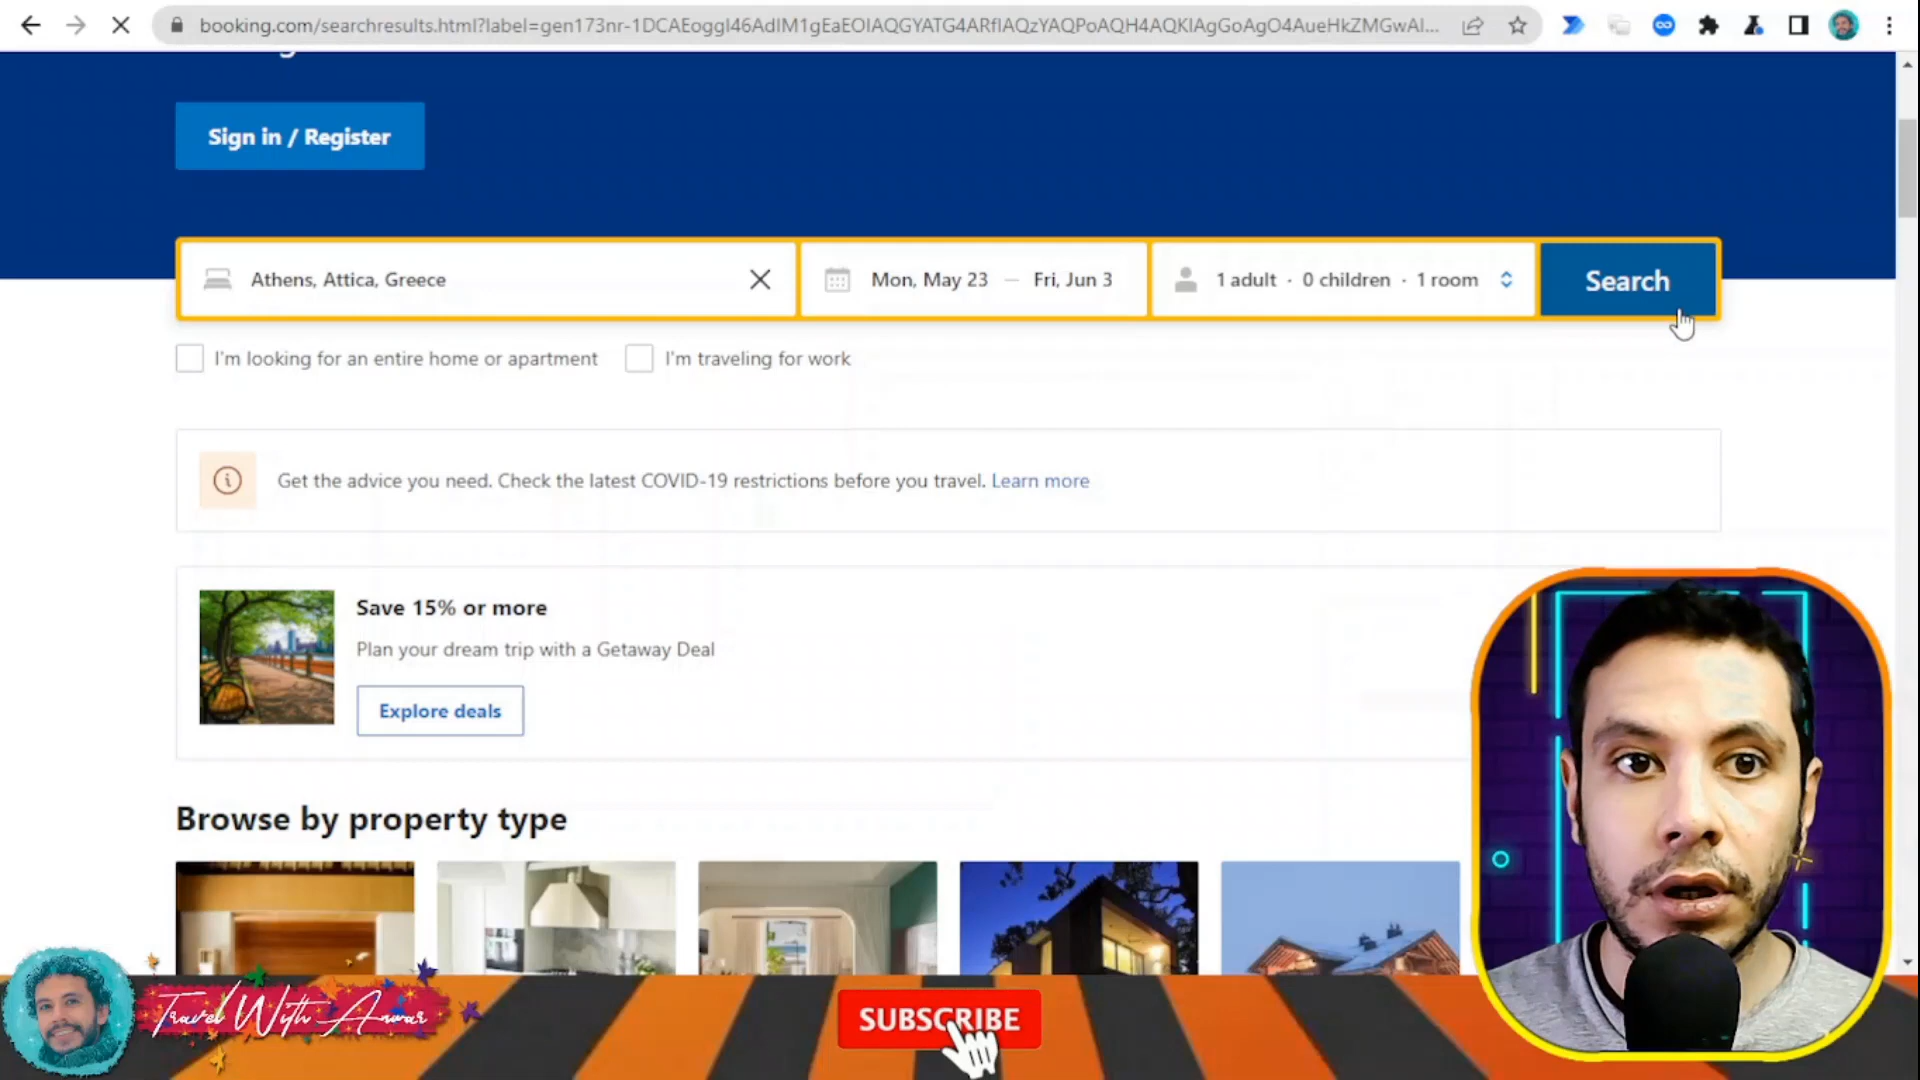 booking.com/searchresults.html?label=gen173nr-1DCAEoggI46AdIM1gEaEOIAQGYATG4ARfIAQzYAQPoAQH4AQKIAgGoAgO4AueHkZMGwAI...
Sign in / Register
Athens, Attica, Greece
Mon, May 23 — Fri, Jun 3
1 adult · 0 children · 1 room
Search
I'm looking for an entire home or apartment
I'm traveling for work
Get the advice you need. Check the latest COVID-19 restrictions before you travel. Learn more
Save 15% or more
Plan your dream trip with a Getaway Deal
Explore deals
Browse by property type
Travel With Anwar
SUBSCRIBE